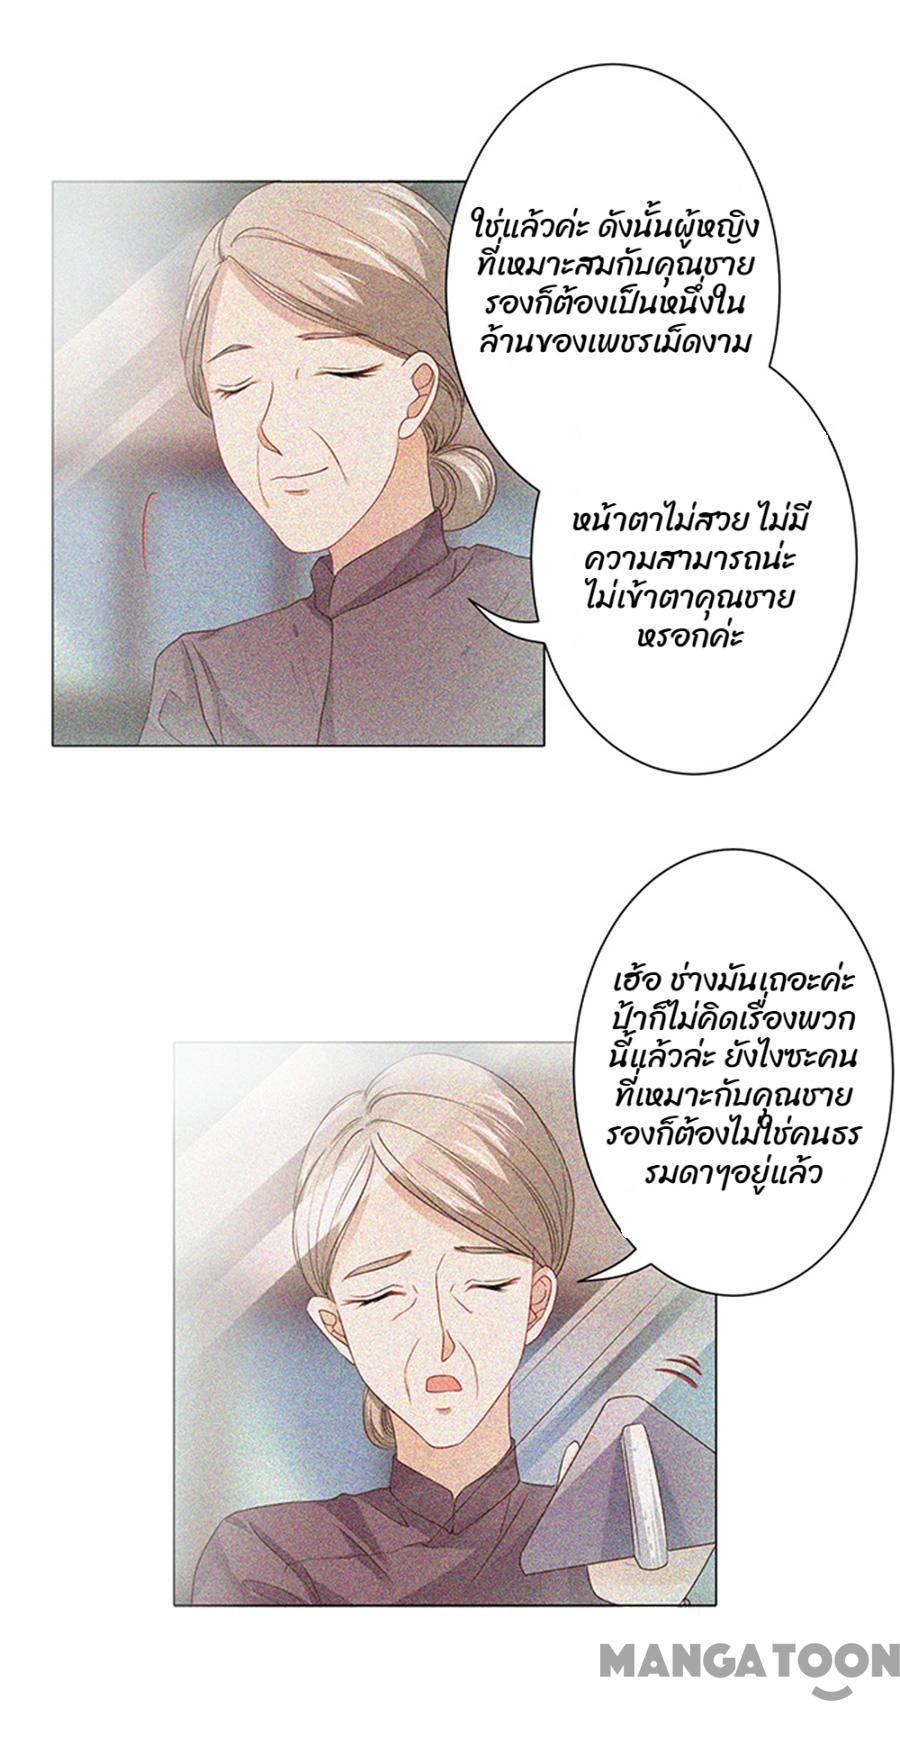 ใช่แล้วค่ะ ดังนั้นผู้หญิง
ที่เหมาะสมกับคุณชาย
รองก็ต้องเป็นหนึ่งใน
ล้านของเพชรเม็ดงาม
หน้าตาไม่สวย ไม่มี
ความสามารถน่ะ
ไม่เข้าตาคุณชาย
หรอกค่ะ
เฮ้อ ช่างมันเถอะค่ะ
ป้าก็ไม่คิดเรื่องพวก
นี้แล้วล่ะ ยังไงซะคน
ที่เหมาะกับคุณชาย
รองก็ต้องไม่ใช่คนธร
รมดาๆอยู่แล้ว
MANGATOON